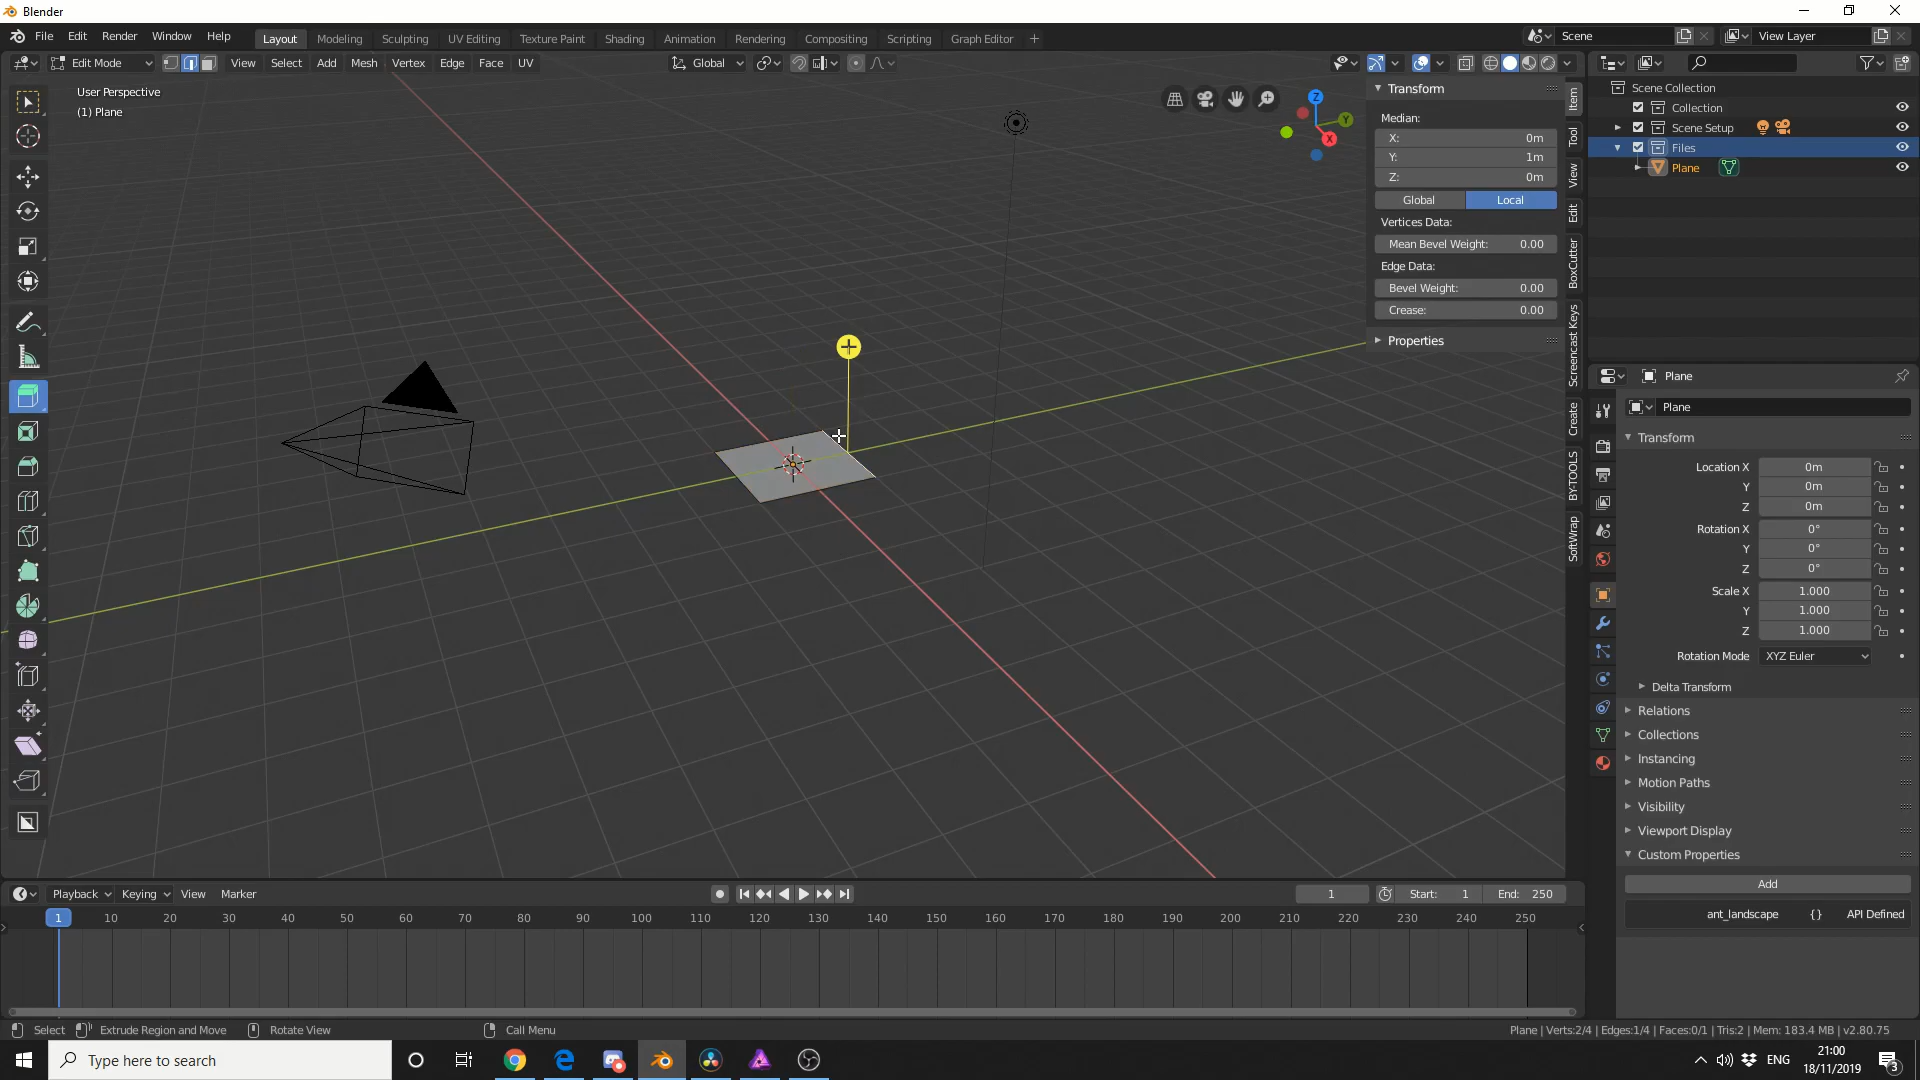 Blender
File Edit Render Window Help
Layout Modeling Sculpting UV Editing Texture Paint Shading Animation Rendering Compositing Scripting Graph Editor +
Scene
View Layer
Edit Mode View Select Add Mesh Vertex Edge Face UV
Global
User Perspective
(1) Plane
Z
Y
X
Transform
Median:
X: 0m
Y: 1m
Z: 0m
Global Local
Vertices Data:
Mean Bevel Weight: 0.00
Edge Data:
Bevel Weight: 0.00
Crease: 0.00
Properties
Item
Tool
View
Edit
BoxCutter
Screencast Keys
Create
BY-TOOLS
SoftWrap
Scene Collection
Collection
Scene Setup
Files
Plane
Plane
Plane
Transform
Location X 0m
Y 0m
Z 0m
Rotation X 0°
Y 0°
Z 0°
Scale X 1.000
Y 1.000
Z 1.000
Rotation Mode XYZ Euler
Delta Transform
Relations
Collections
Instancing
Motion Paths
Visibility
Viewport Display
Custom Properties
Add
ant_landscape {} API Defined
Playback Keying View Marker
1 Start: 1 End: 250
1 10 20 30 40 50 60 70 80 90 100 110 120 130 140 150 160 170 180 190 200 210 220 230 240 250
Select Extrude Region and Move Rotate View Call Menu
Plane | Verts:2/4 | Edges:1/4 | Faces:0/1 | Tris:2 | Mem: 183.4 MB | v2.80.75
Type here to search
ENG
21:00
18/11/2019
3